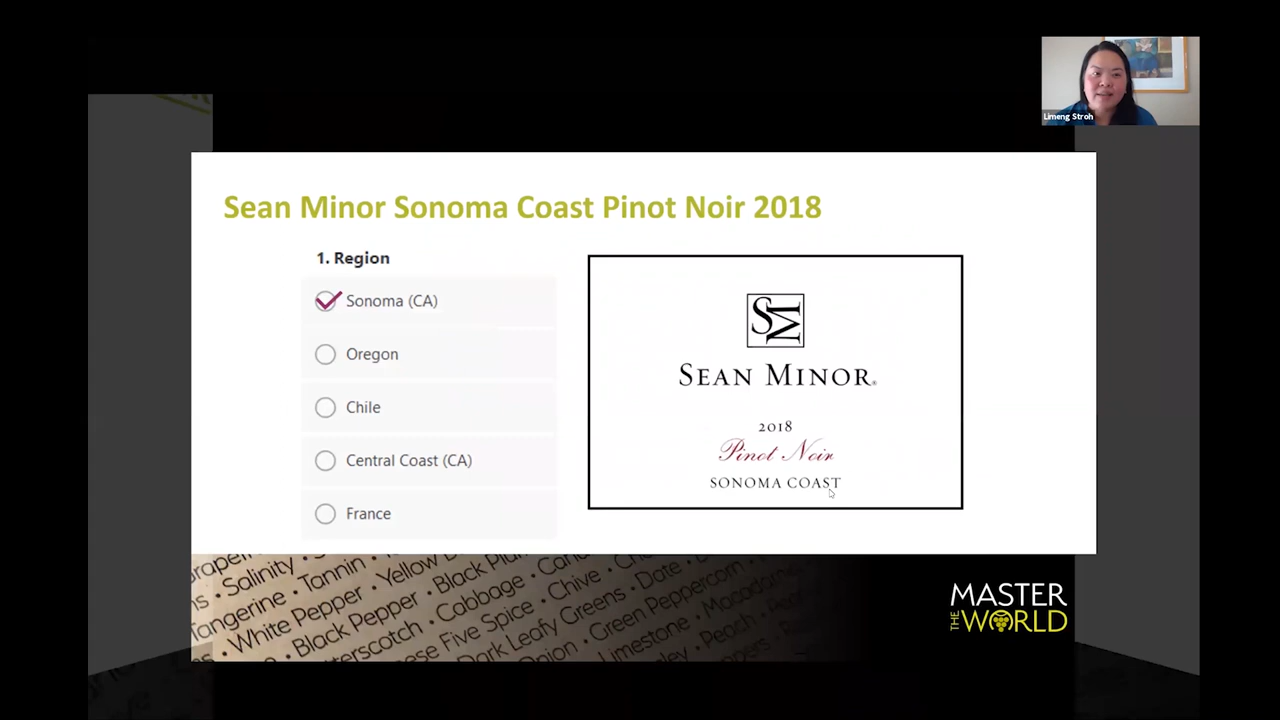 Limeng Stroh
Sean Minor Sonoma Coast Pinot Noir 2018
1. Region
Sonoma (CA)
Oregon
Chile
Central Coast (CA)
France
SM
SEAN MINOR®
2018
Pinot Noir
SONOMA COAST
Salinity •
Tangerine • Tannin •
• White Pepper • Yellow
• Black Pepper • Black
• Cabbage •
Five Spice • Chive •
Dark Leafy Greens • Date •
• Green Peppercorn •
Limestone •
Peach •
MASTER
THE WORLD